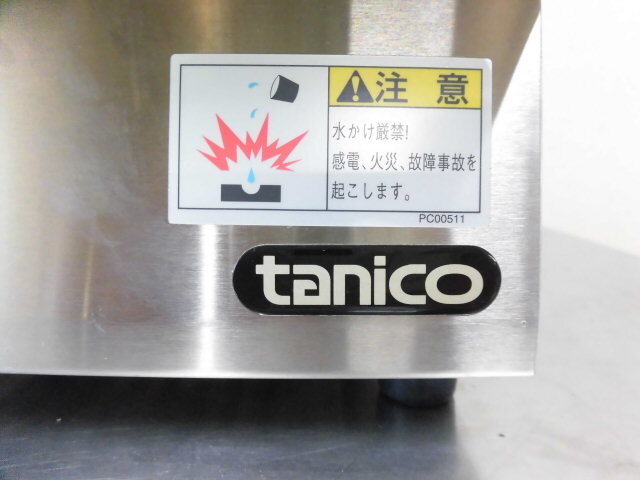 注意
水かけ厳禁!
感電、火災、故障事故を
起こします。
PC00511
tanico